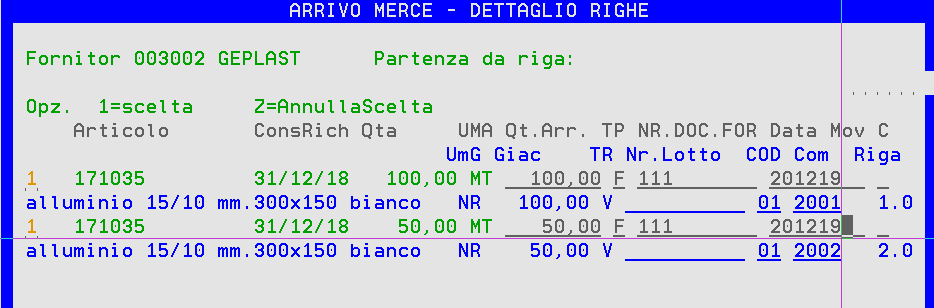 ARRIVO MERCE - DETTAGLIO RIGHE
Fornitor 003002 GEPLAST Partenza da riga:
Opz. 1=scelta Z=AnnullaScelta
Articolo ConsRich Qta UMA Qt.Arr. TP NR.DOC.FOR Data Mov C
UmG Giac TR Nr.Lotto COD Com Riga
1 171035 31/12/18 100,00 MT 100,00 F 111 201219
alluminio 15/10 mm.300x150 bianco NR 100,00 V 01 2001 1.0
1 171035 31/12/18 50,00 MT 50,00 F 111 201219
alluminio 15/10 mm.300x150 bianco NR 50,00 V 01 2002 2.0